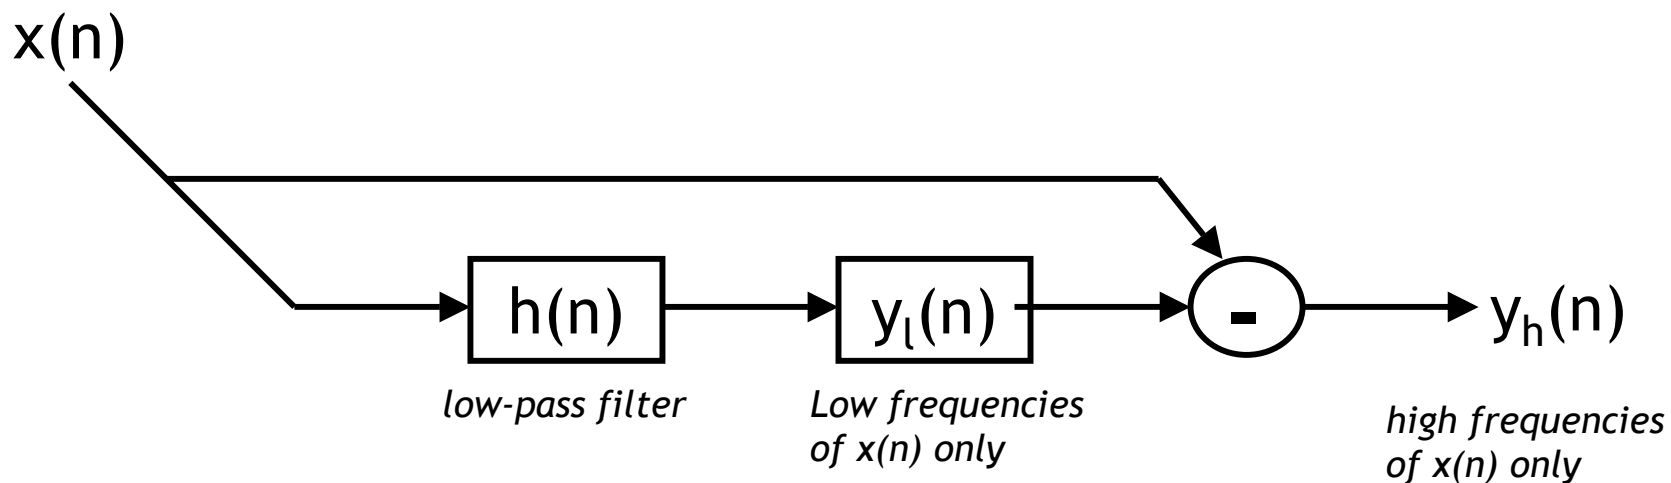 x(n)
h(n)
y_l(n)
-
y_h(n)
low-pass filter
Low frequencies
of x(n) only
high frequencies
of x(n) only